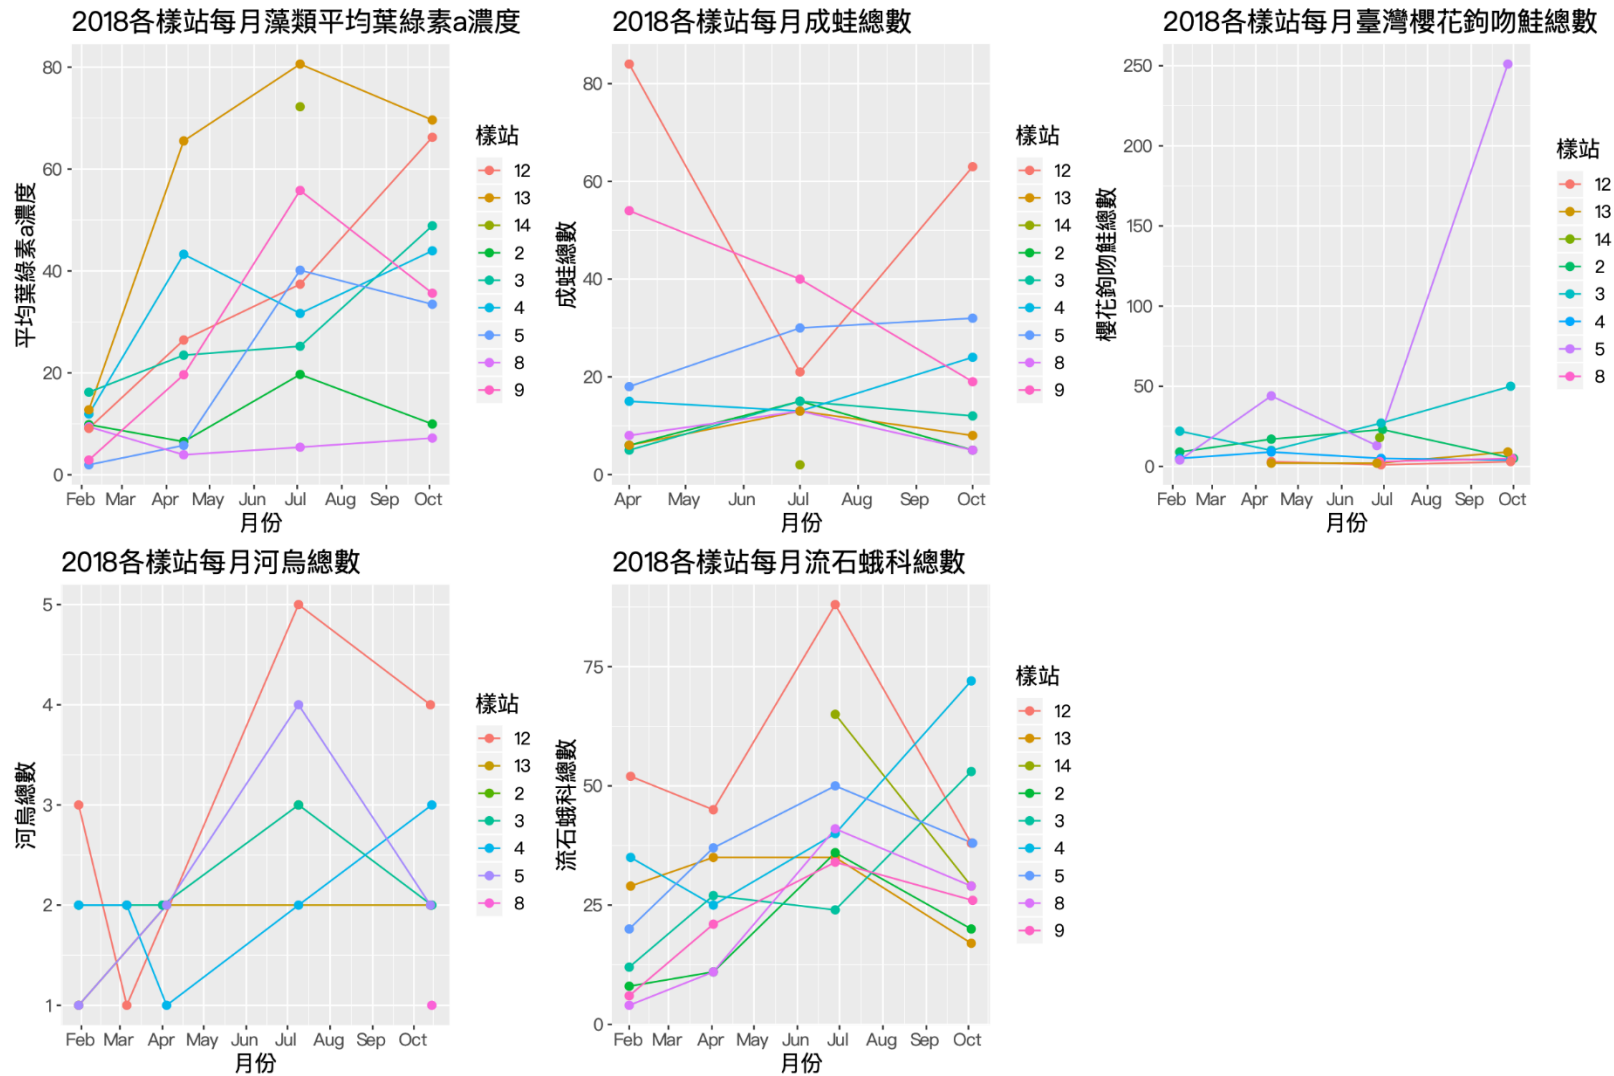 2018各樣站每月藻類平均葉綠素a濃度
平均葉綠素a濃度
80
60
40
20
0
Feb Mar Apr May Jun Jul Aug Sep Oct
月份
樣站
12
13
14
2
3
4
5
8
9
2018各樣站每月成蛙總數
成蛙總數
80
60
40
20
0
Apr May Jun Jul Aug Sep Oct
月份
樣站
12
13
14
2
3
4
5
8
9
2018各樣站每月臺灣櫻花鉤吻鮭總數
櫻花鉤吻鮭總數
250
200
150
100
50
0
Feb Mar Apr May Jun Jul Aug Sep Oct
月份
樣站
12
13
14
2
3
4
5
8
2018各樣站每月河烏總數
河烏總數
5
4
3
2
1
Feb Mar Apr May Jun Jul Aug Sep Oct
月份
樣站
12
13
2
3
4
5
8
2018各樣站每月流石蛾科總數
流石蛾科總數
75
50
25
0
Feb Mar Apr May Jun Jul Aug Sep Oct
月份
樣站
12
13
14
2
3
4
5
8
9